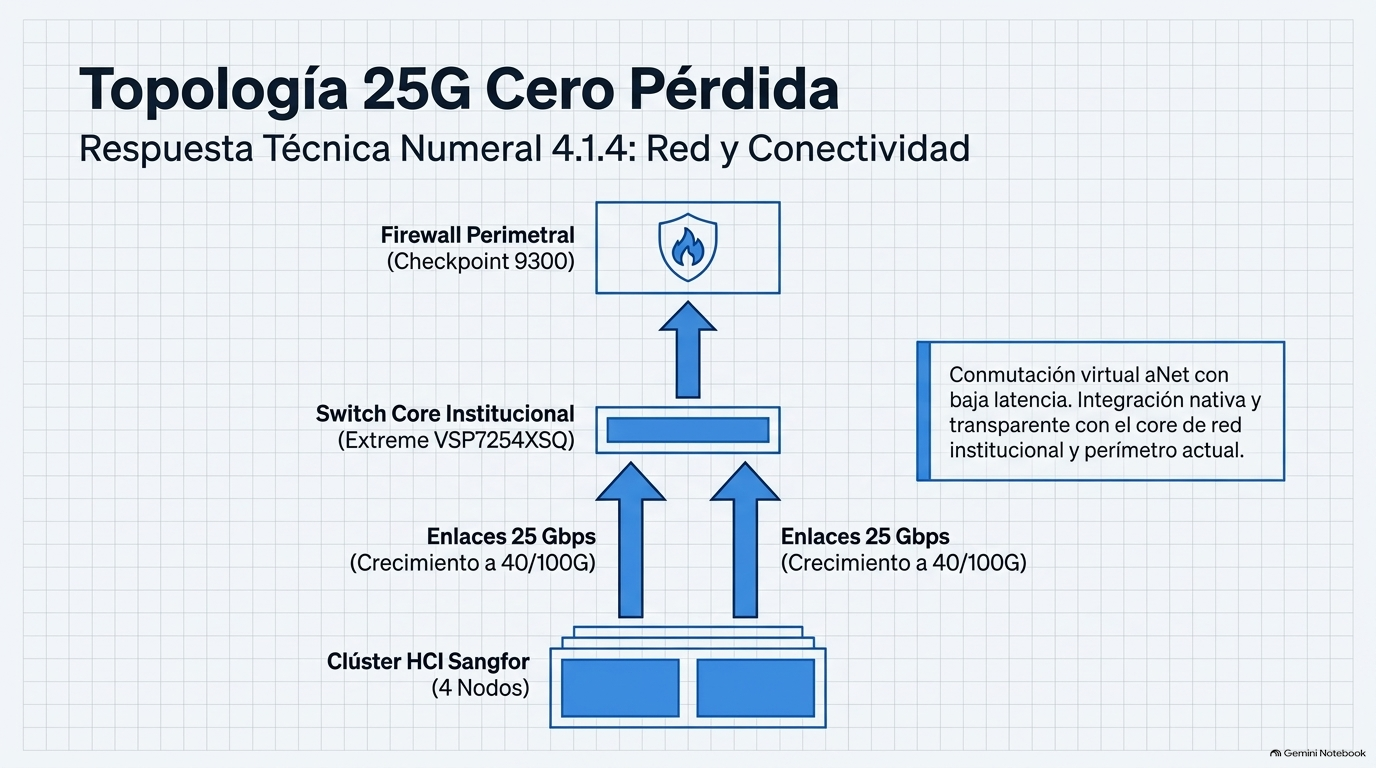 Topología 25G Cero Pérdida
Respuesta Técnica Numeral 4.1.4: Red y Conectividad
Firewall Perimetral
(Checkpoint 9300)
Switch Core Institucional
(Extreme VSP7254XSQ)
Conmutación virtual aNet con
baja latencia. Integración nativa y
transparente con el core de red
institucional y perímetro actual.
Enlaces 25 Gbps
(Crecimiento a 40/100G)
Enlaces 25 Gbps
(Crecimiento a 40/100G)
Clúster HCI Sangfor
(4 Nodos)
Gemini Notebook